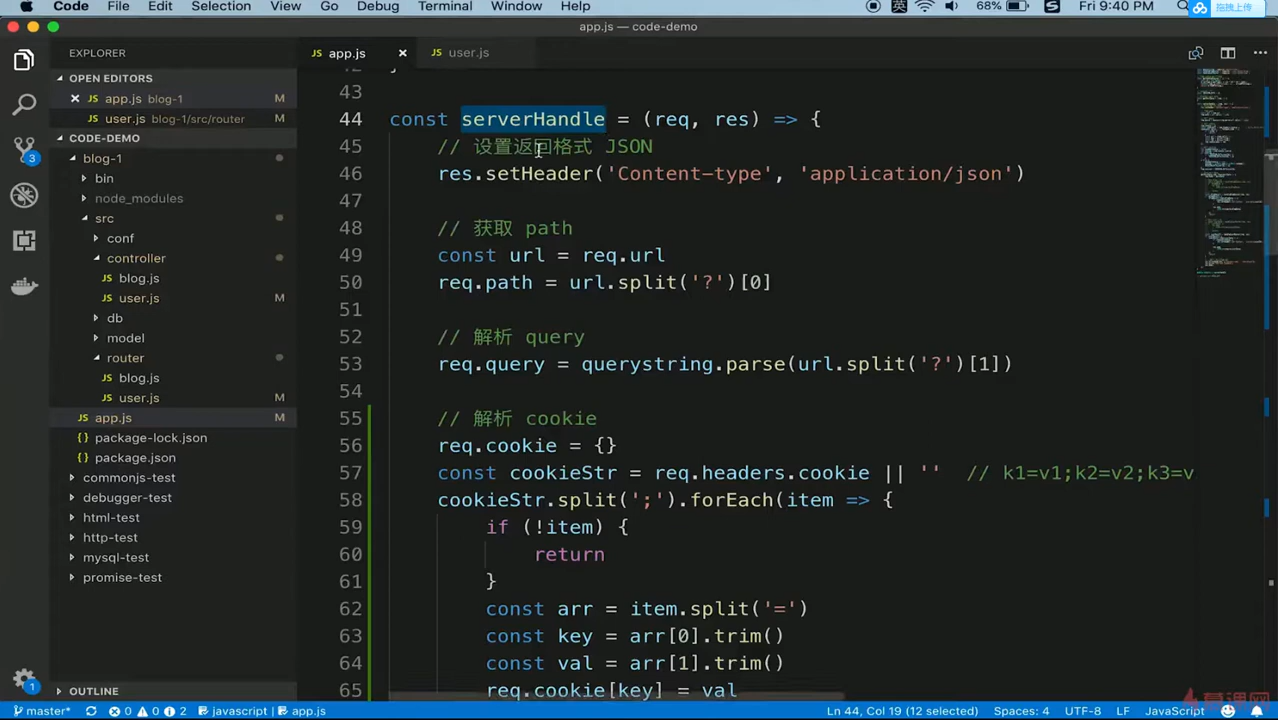 Code File Edit Selection View Go Debug Terminal Window Help 英 68% Fri 9:40 PM 拖拽上传
app.js — code-demo
EXPLORER
OPEN EDITORS
app.js blog-1 M
user.js blog-1/src/router M
CODE-DEMO
blog-1
bin
node_modules
src
conf
controller
blog.js
user.js M
db
model
router
blog.js
user.js M
app.js M
package-lock.json
package.json
commonjs-test
debugger-test
html-test
http-test
mysql-test
promise-test
OUTLINE
3
1
app.js user.js
43
44 const serverHandle = (req, res) => {
45 // 设置返回格式 JSON
46 res.setHeader('Content-type', 'application/json')
47
48 // 获取 path
49 const url = req.url
50 req.path = url.split('?')[0]
51
52 // 解析 query
53 req.query = querystring.parse(url.split('?')[1])
54
55 // 解析 cookie
56 req.cookie = {}
57 const cookieStr = req.headers.cookie || '' // k1=v1;k2=v2;k3=v
58 cookieStr.split(';').forEach(item => {
59 if (!item) {
60 return
61 }
62 const arr = item.split('=')
63 const key = arr[0].trim()
64 const val = arr[1].trim()
65 req.cookie[key] = val
慕课网
master* 0 0 2 javascript app.js Ln 44, Col 19 (12 selected) Spaces: 4 UTF-8 LF JavaScript